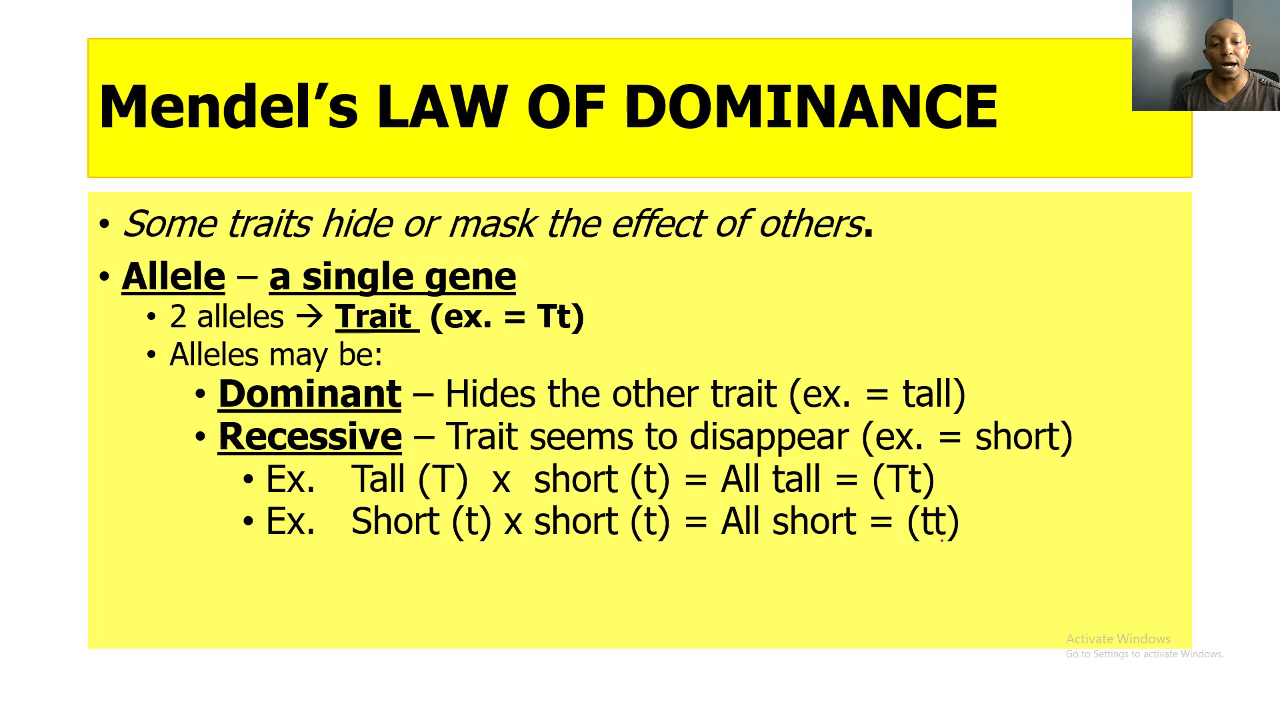 Mendel’s LAW OF DOMINANCE
• Some traits hide or mask the effect of others.
• Allele – a single gene
• 2 alleles → Trait (ex. = Tt)
• Alleles may be:
• Dominant – Hides the other trait (ex. = tall)
• Recessive – Trait seems to disappear (ex. = short)
• Ex. Tall (T) x short (t) = All tall = (Tt)
• Ex. Short (t) x short (t) = All short = (tt)
Activate Windows
Go to Settings to activate Windows.